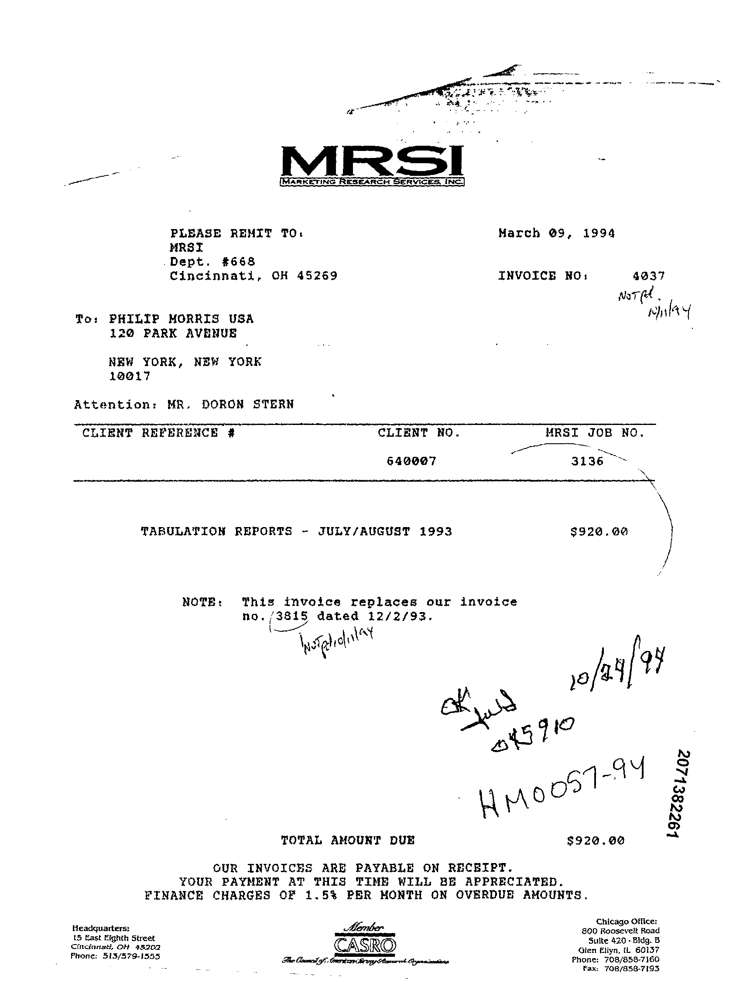 MRSI
MARKETING RESEARCH SERVICES, INC.
PLEASE REMIT TO: March 09, 1994
MRSI
Dept. #668
Cincinnati, OH 45269 INVOICE NO: 4037
Not pd.
10/11/94
To: PHILIP MORRIS USA
120 PARK AVENUE
NEW YORK, NEW YORK
10017
Attention: MR. DORON STERN
CLIENT REFERENCE # CLIENT NO. MRSI JOB NO.
640007 3136
TABULATION REPORTS - JULY/AUGUST 1993 $920.00
NOTE: This invoice replaces our invoice
no. 3815 dated 12/2/93.
Not pd 10/11/94
10/24/94
OK
045910
HM0057-94
2071382261
TOTAL AMOUNT DUE $920.00
OUR INVOICES ARE PAYABLE ON RECEIPT.
YOUR PAYMENT AT THIS TIME WILL BE APPRECIATED.
FINANCE CHARGES OF 1.5% PER MONTH ON OVERDUE AMOUNTS.
Headquarters:
15 East Eighth Street
Cincinnati, OH 45202
Phone: 513/579-1555
Member
CASRO
The Council of American Survey Research Organizations
Chicago Office:
800 Roosevelt Road
Suite 420 - Bldg. B
Glen Ellyn, IL 60137
Phone: 708/858-7160
Fax: 708/858-7193